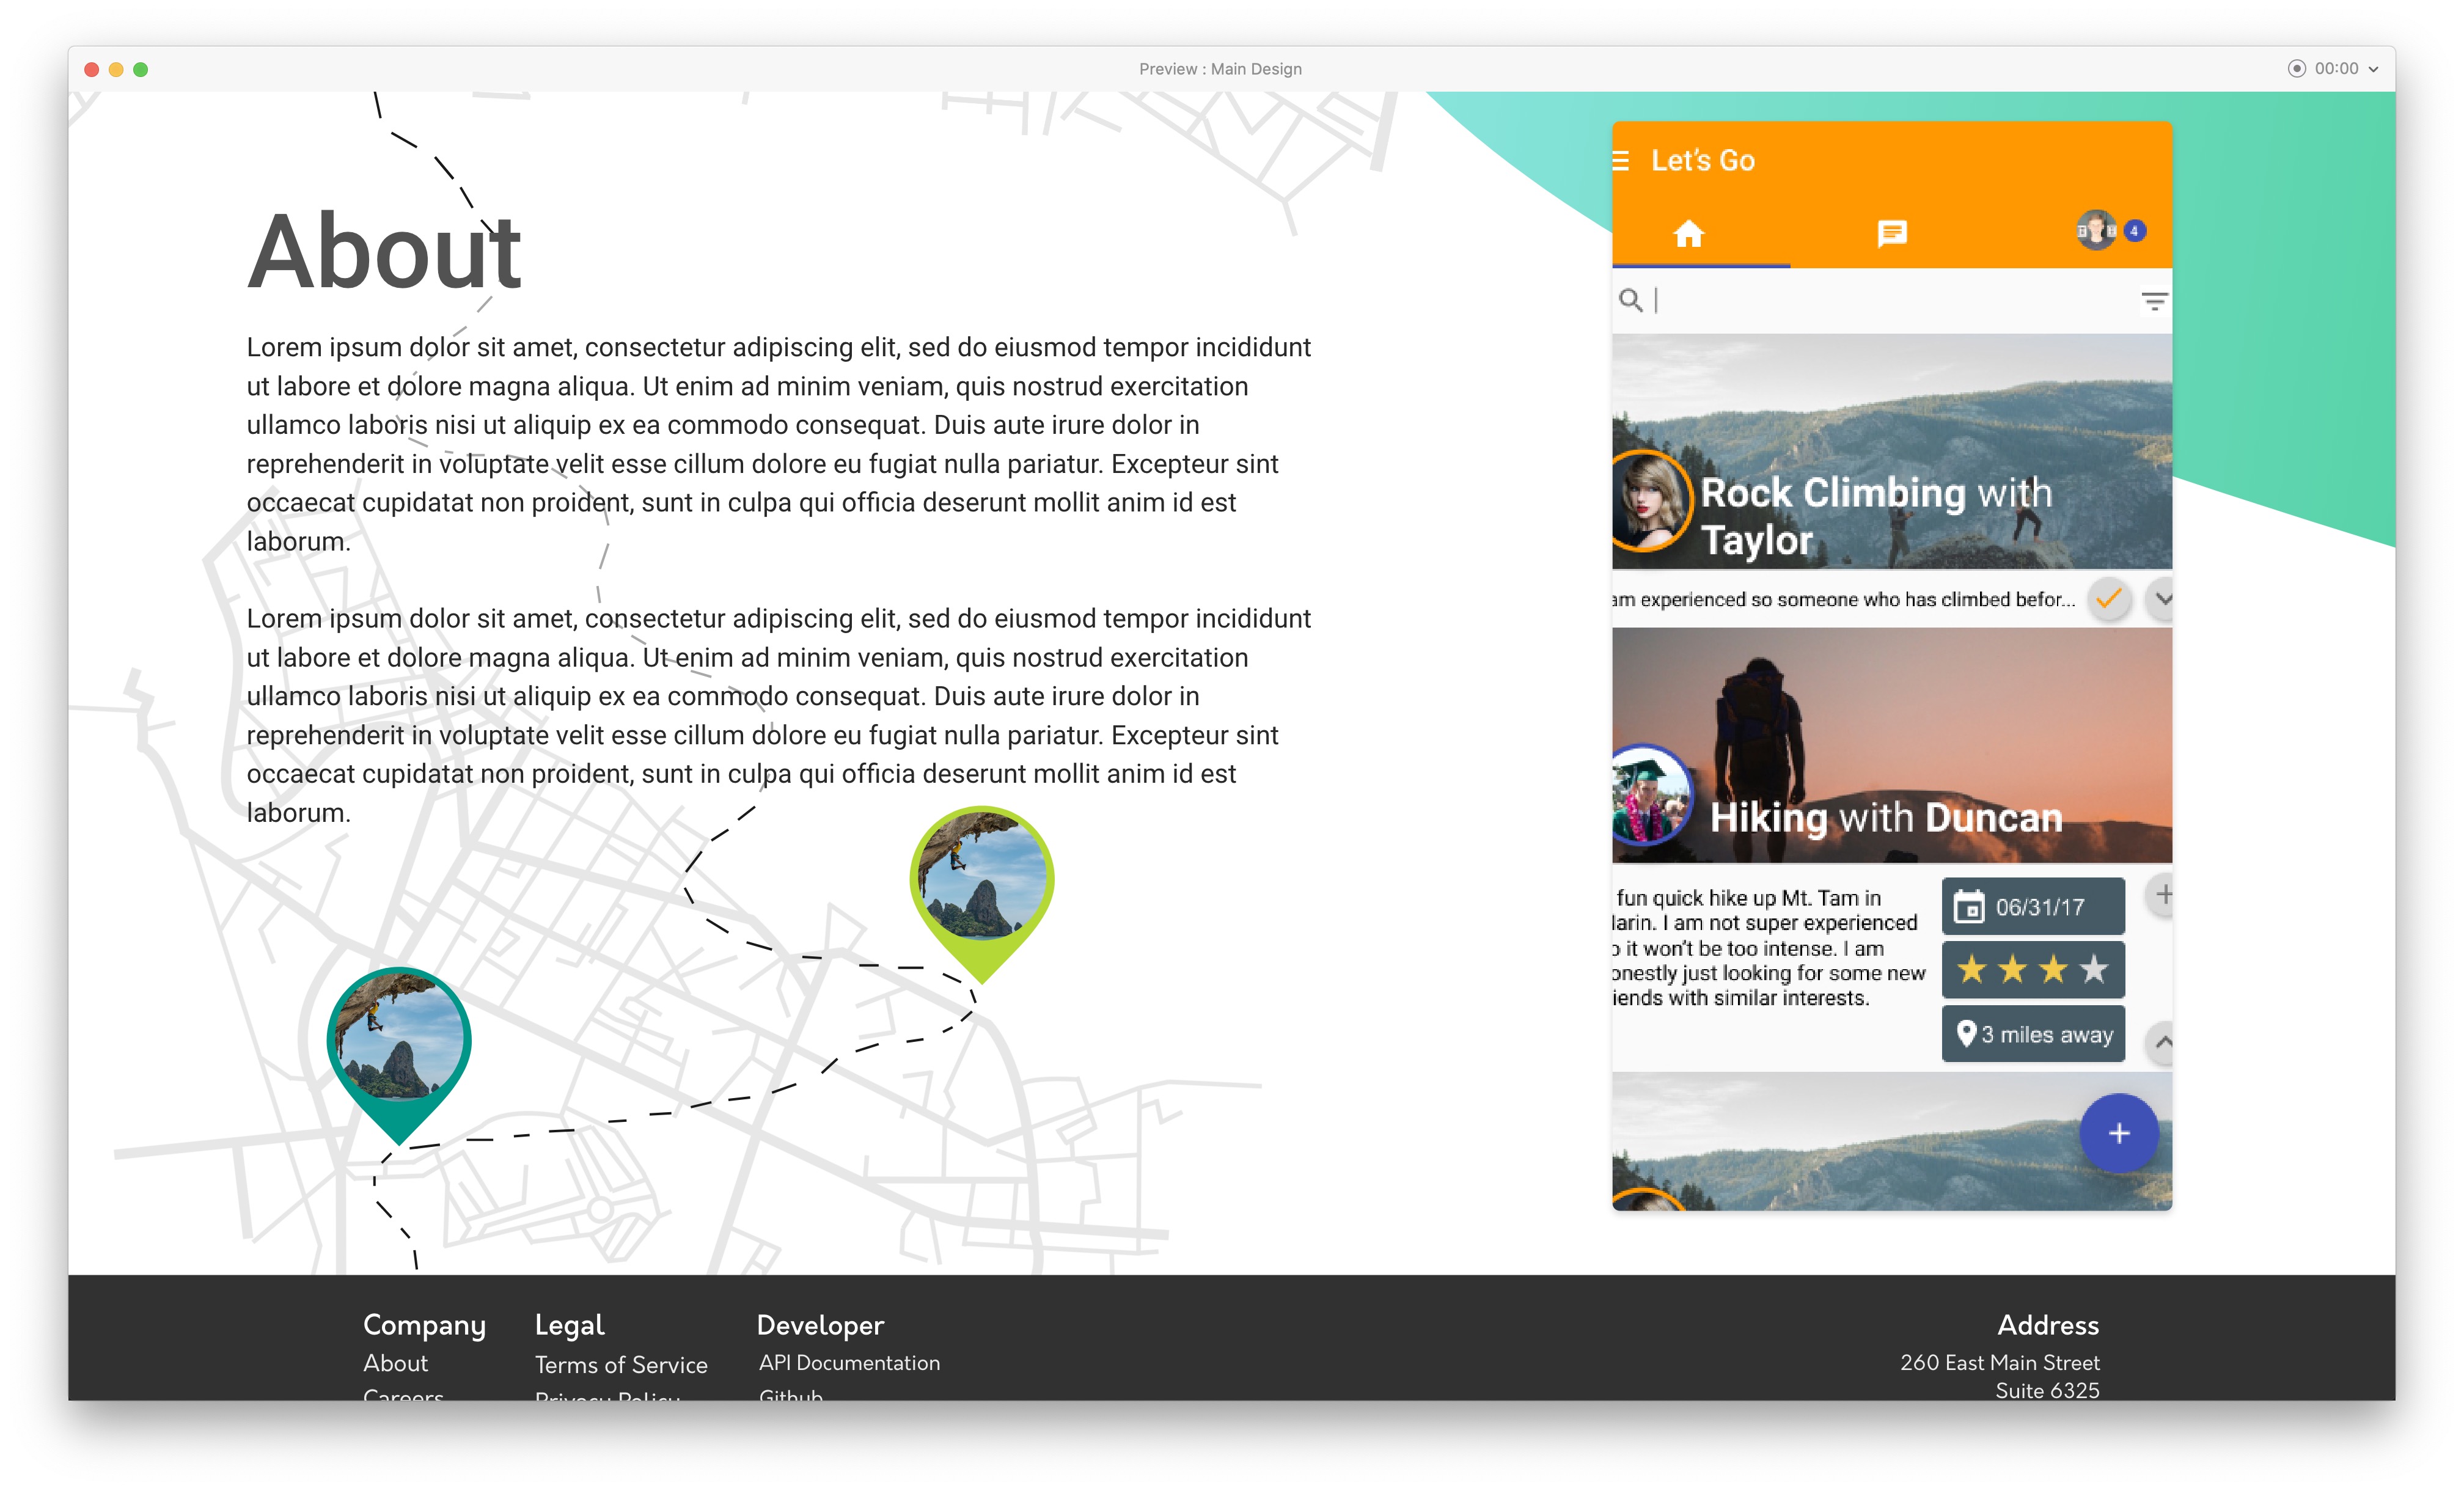 Preview : Main Design
00:00
About
Lorem ipsum dolor sit amet, consectetur adipiscing elit, sed do eiusmod tempor incididunt
ut labore et dolore magna aliqua. Ut enim ad minim veniam, quis nostrud exercitation
ullamco laboris nisi ut aliquip ex ea commodo consequat. Duis aute irure dolor in
reprehenderit in voluptate velit esse cillum dolore eu fugiat nulla pariatur. Excepteur sint
occaecat cupidatat non proident, sunt in culpa qui officia deserunt mollit anim id est
laborum.
Lorem ipsum dolor sit amet, consectetur adipiscing elit, sed do eiusmod tempor incididunt
ut labore et dolore magna aliqua. Ut enim ad minim veniam, quis nostrud exercitation
ullamco laboris nisi ut aliquip ex ea commodo consequat. Duis aute irure dolor in
reprehenderit in voluptate velit esse cillum dolore eu fugiat nulla pariatur. Excepteur sint
occaecat cupidatat non proident, sunt in culpa qui officia deserunt mollit anim id est
laborum.
Let's Go
4
Rock Climbing with
Taylor
am experienced so someone who has climbed befor...
Hiking with Duncan
fun quick hike up Mt. Tam in
larin. I am not super experienced
o it won't be too intense. I am
onestly just looking for some new
iends with similar interests.
06/31/17
3 miles away
Company
About
Careers
Legal
Terms of Service
Privacy Policy
Developer
API Documentation
Github
Address
260 East Main Street
Suite 6325